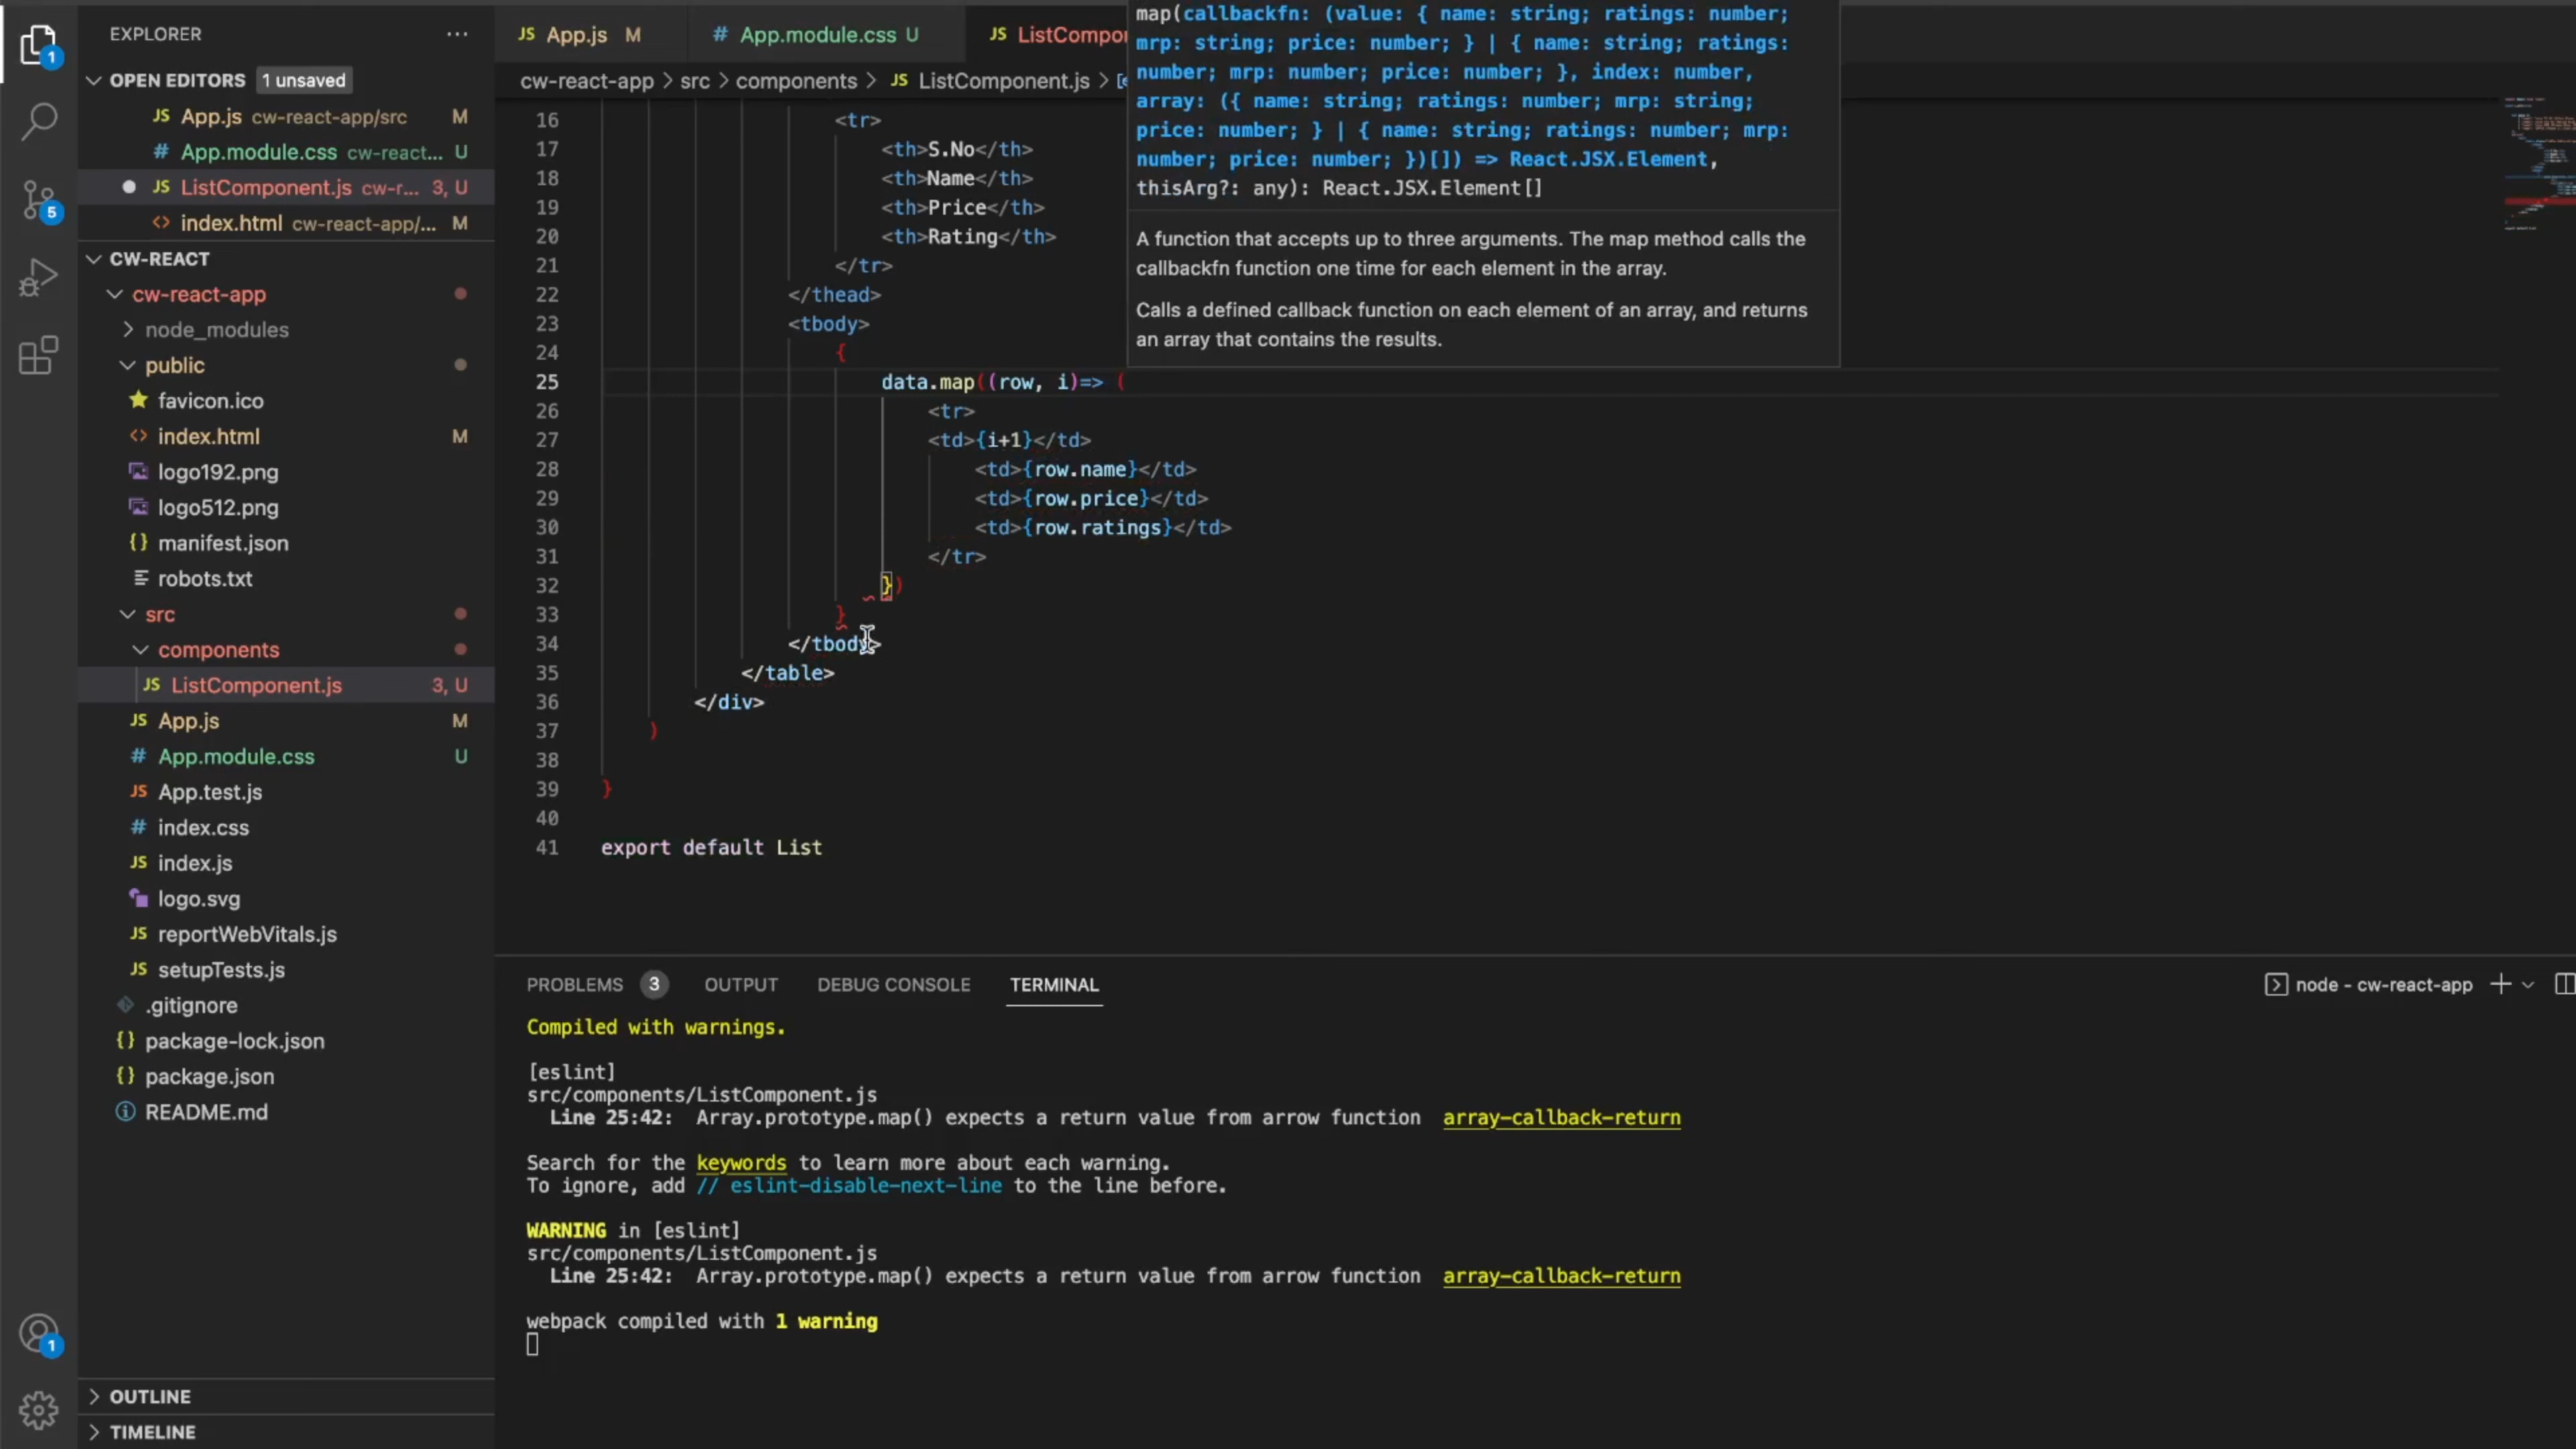 EXPLORER
OPEN EDITORS 1 unsaved
JS App.js cw-react-app/src M
# App.module.css cw-react... U
JS ListComponent.js cw-r... 3, U
<> index.html cw-react-app/... M
CW-REACT
cw-react-app
node_modules
public
favicon.ico
<> index.html M
logo192.png
logo512.png
{} manifest.json
robots.txt
src
components
JS ListComponent.js 3, U
JS App.js M
# App.module.css U
JS App.test.js
# index.css
JS index.js
logo.svg
JS reportWebVitals.js
JS setupTests.js
.gitignore
{} package-lock.json
{} package.json
README.md
OUTLINE
TIMELINE
1
5
1
JS App.js M
# App.module.css U
JS ListCompo
cw-react-app > src > components > JS ListComponent.js >
map(callbackfn: (value: { name: string; ratings: number;
mrp: string; price: number; } | { name: string; ratings:
number; mrp: number; price: number; }, index: number,
array: ({ name: string; ratings: number; mrp: string;
price: number; } | { name: string; ratings: number; mrp:
number; price: number; })[]) => React.JSX.Element,
thisArg?: any): React.JSX.Element[]
A function that accepts up to three arguments. The map method calls the
callbackfn function one time for each element in the array.
Calls a defined callback function on each element of an array, and returns
an array that contains the results.
16 <tr>
17 <th>S.No</th>
18 <th>Name</th>
19 <th>Price</th>
20 <th>Rating</th>
21 </tr>
22 </thead>
23 <tbody>
24 {
25 data.map((row, i)=> (
26 <tr>
27 <td>{i+1}</td>
28 <td>{row.name}</td>
29 <td>{row.price}</td>
30 <td>{row.ratings}</td>
31 </tr>
32 })
33 }
34 </tbody>
35 </table>
36 </div>
37 )
38
39 }
40
41 export default List
PROBLEMS 3 OUTPUT DEBUG CONSOLE TERMINAL
node - cw-react-app
Compiled with warnings.
[eslint]
src/components/ListComponent.js
Line 25:42: Array.prototype.map() expects a return value from arrow function array-callback-return
Search for the keywords to learn more about each warning.
To ignore, add // eslint-disable-next-line to the line before.
WARNING in [eslint]
src/components/ListComponent.js
Line 25:42: Array.prototype.map() expects a return value from arrow function array-callback-return
webpack compiled with 1 warning